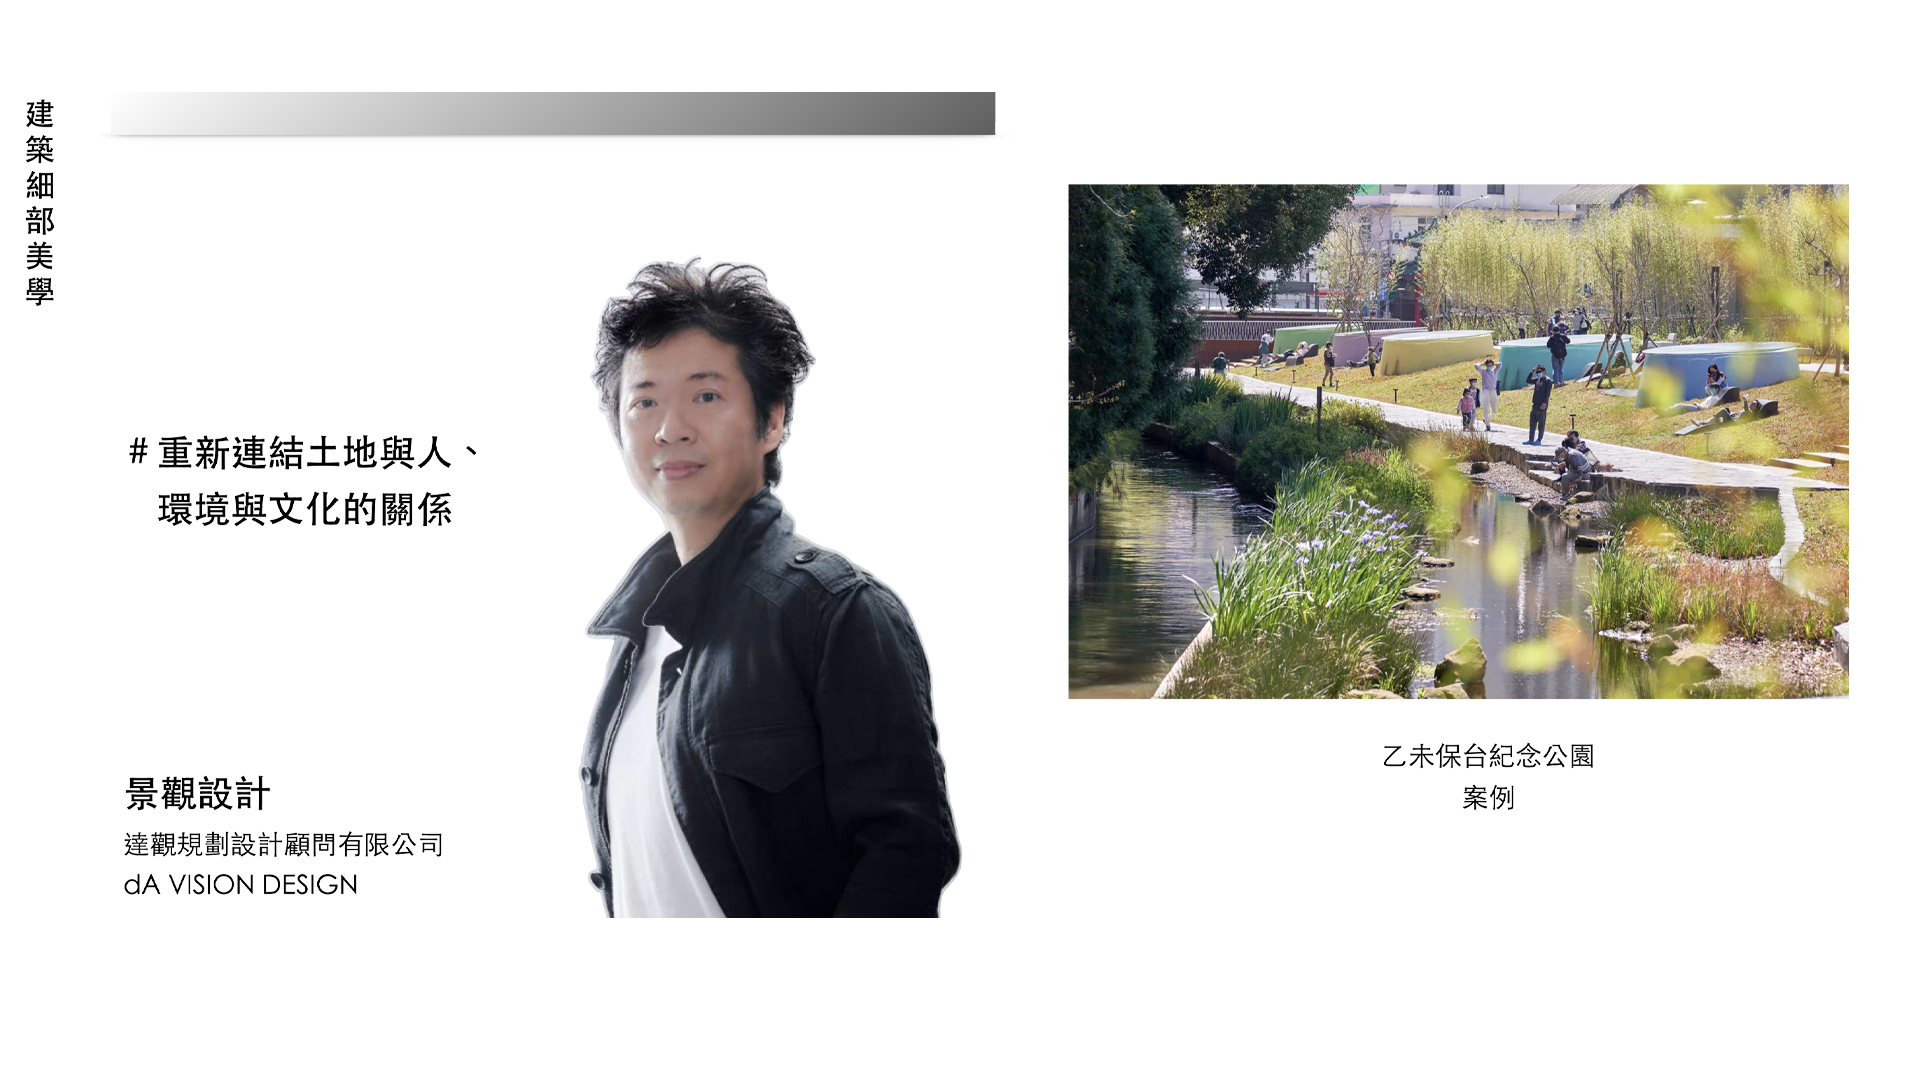 建築細部美學
# 重新連結土地與人、
環境與文化的關係
景觀設計
達觀規劃設計顧問有限公司
dA VISION DESIGN
乙未保台紀念公園
案例